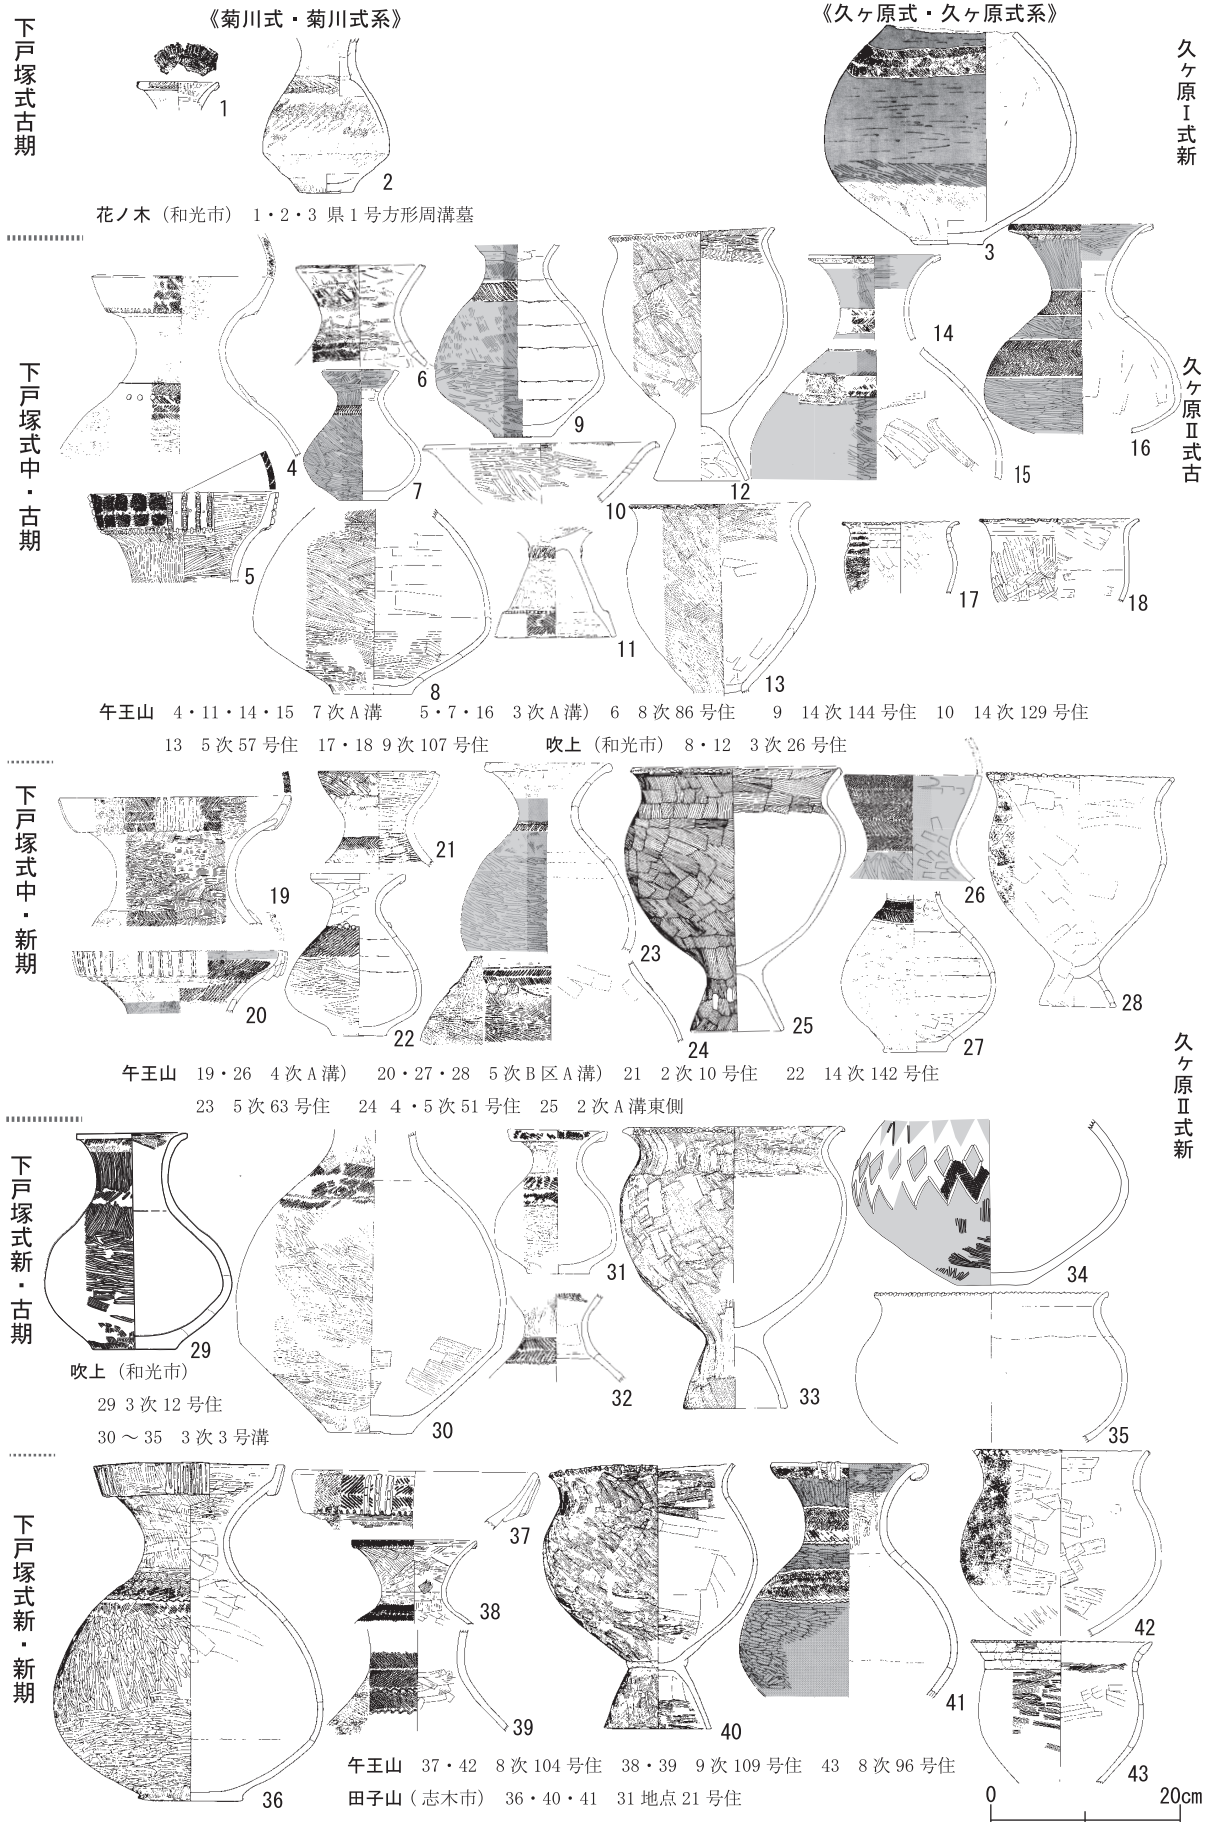 《菊川式・菊川式系》
《久ヶ原式・久ヶ原式系》
下戸塚式古期
久ヶ原Ⅰ式新
1
2
3
花ノ木（和光市） 1・2・3 県1号方形周溝墓
下戸塚式中・古期
久ヶ原Ⅱ式古
4
5
6
7
8
9
10
11
12
13
14
15
16
17
18
午王山 4・11・14・15 7次A溝 5・7・16 3次A溝） 6 8次86号住 9 14次144号住 10 14次129号住
13 5次57号住 17・18 9次107号住 吹上（和光市） 8・12 3次26号住
下戸塚式中・新期
19
20
21
22
23
24
25
26
27
28
午王山 19・26 4次A溝） 20・27・28 5次B区A溝） 21 2次10号住 22 14次142号住
23 5次63号住 24 4・5次51号住 25 2次A溝東側
久ヶ原Ⅱ式新
下戸塚式新・古期
29
30
31
32
33
34
35
吹上（和光市）
29 3次12号住
30～35 3次3号溝
下戸塚式新・新期
36
37
38
39
40
41
42
43
午王山 37・42 8次104号住 38・39 9次109号住 43 8次96号住
田子山（志木市） 36・40・41 31地点21号住
0 20cm